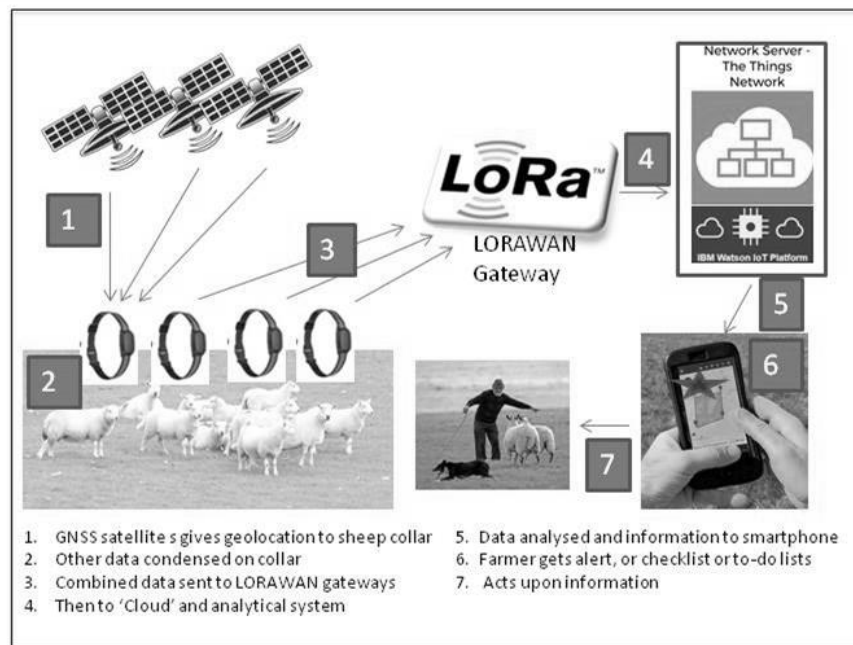 Network Server -
The Things
Network
4
LoRa™
1
3
LORAWAN
Gateway
IBM Watson IoT Platform
5
2
6
7
1. GNSS satellite s gives geolocation to sheep collar
2. Other data condensed on collar
3. Combined data sent to LORAWAN gateways
4. Then to ‘Cloud’ and analytical system
5. Data analysed and information to smartphone
6. Farmer gets alert, or checklist or to-do lists
7. Acts upon information